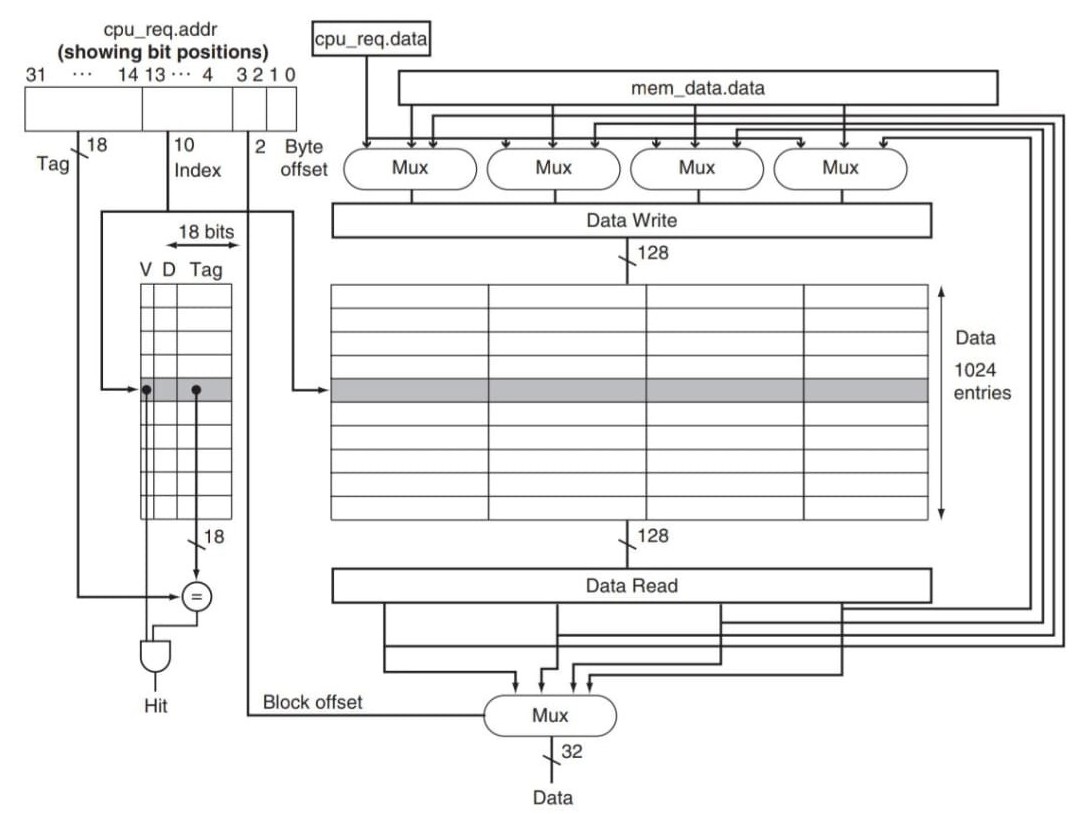 cpu_req.addr
(showing bit positions)
31 ··· 14 13 ··· 4 3 2 1 0
cpu_req.data
mem_data.data
18
10
2
Byte
offset
Tag
Index
Mux Mux Mux Mux
Data Write
18 bits
128
V D Tag
Data
1024
entries
18
128
=
Data Read
Hit
Block offset
Mux
32
Data